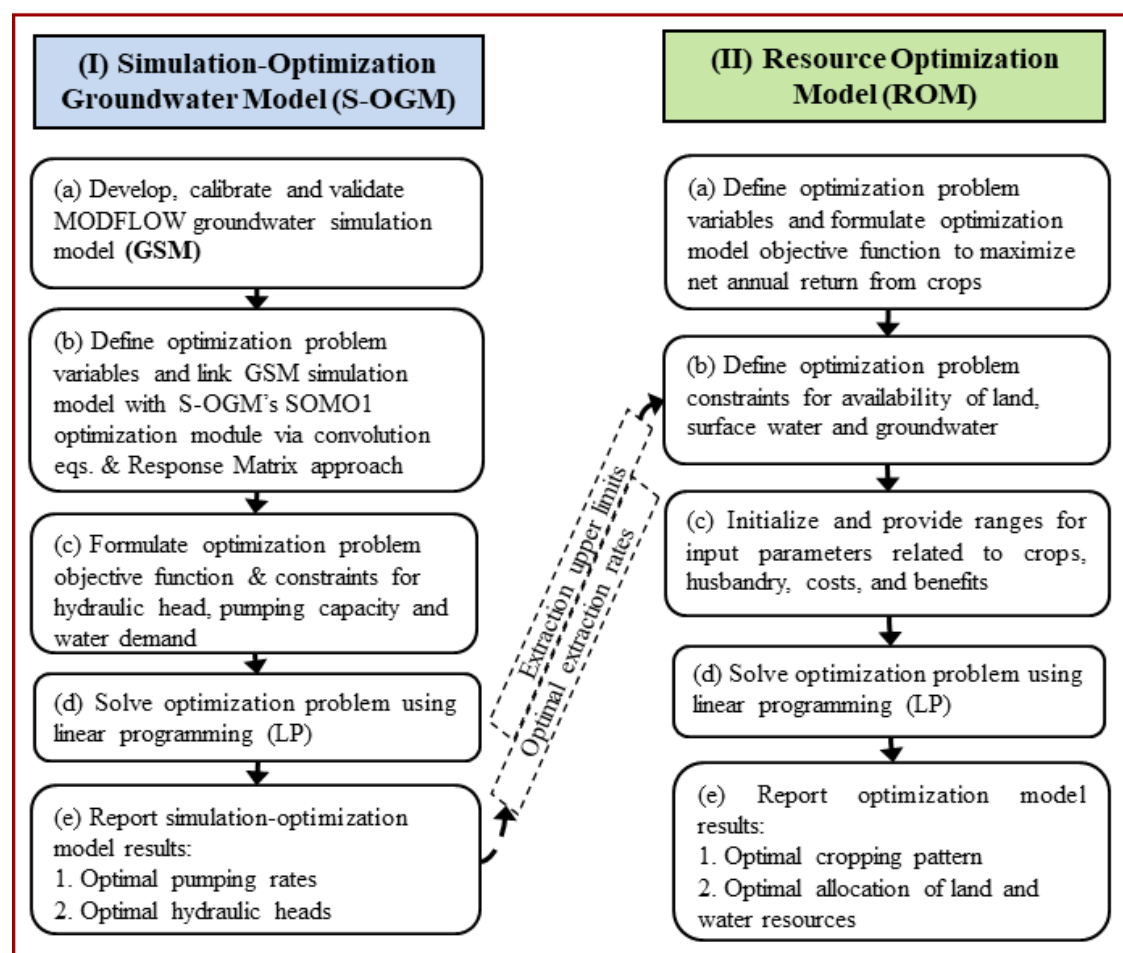 (I) Simulation-Optimization
Groundwater Model (S-OGM)
(a) Develop, calibrate and validate
MODFLOW groundwater simulation
model (GSM)
(b) Define optimization problem
variables and link GSM simulation
model with S-OGM's SOMO1
optimization module via convolution
eqs. & Response Matrix approach
(c) Formulate optimization problem
objective function & constraints for
hydraulic head, pumping capacity and
water demand
(d) Solve optimization problem using
linear programming (LP)
(e) Report simulation-optimization
model results:
1. Optimal pumping rates
2. Optimal hydraulic heads
Extraction upper limits
Optimal extraction rates
(II) Resource Optimization
Model (ROM)
(a) Define optimization problem
variables and formulate optimization
model objective function to maximize
net annual return from crops
(b) Define optimization problem
constraints for availability of land,
surface water and groundwater
(c) Initialize and provide ranges for
input parameters related to crops,
husbandry, costs, and benefits
(d) Solve optimization problem using
linear programming (LP)
(e) Report optimization model
results:
1. Optimal cropping pattern
2. Optimal allocation of land and
water resources